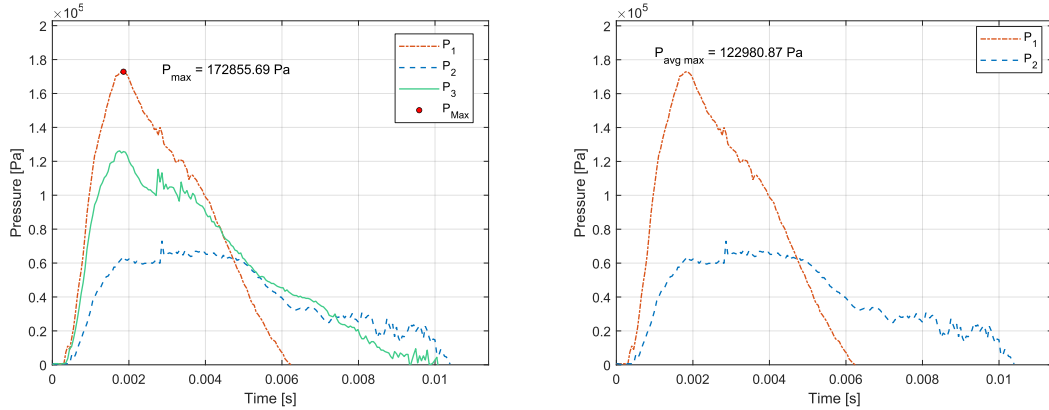 ×10⁵
2
1.8
1.6
1.4
1.2
1
0.8
0.6
0.4
0.2
0
Pressure [Pa]
P_max = 172855.69 Pa
P_1
P_2
P_3
P_Max
0 0.002 0.004 0.006 0.008 0.01
Time [s]
×10⁵
2
1.8
1.6
1.4
1.2
1
0.8
0.6
0.4
0.2
0
Pressure [Pa]
P_avg max = 122980.87 Pa
P_1
P_2
0 0.002 0.004 0.006 0.008 0.01
Time [s]